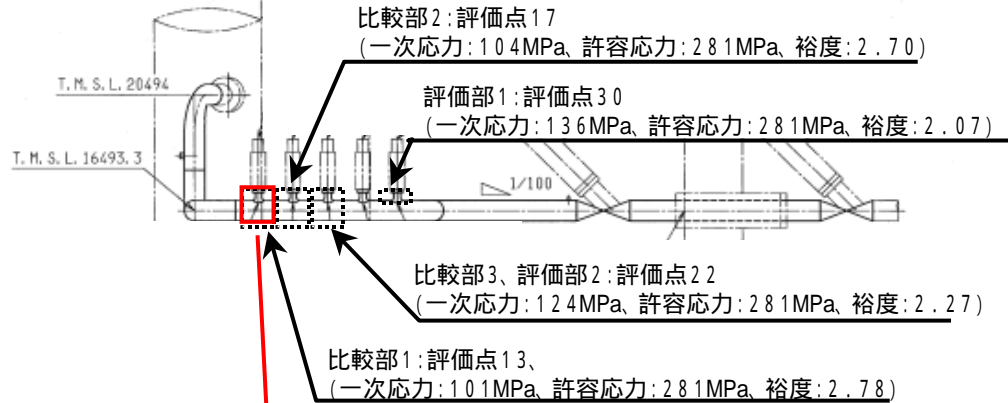 比較部2:評価点17
(一次応力:104MPa、許容応力:281MPa、裕度:2.70)
T.M.S.L.20494
評価部1:評価点30
(一次応力:136MPa、許容応力:281MPa、裕度:2.07)
T.M.S.L.16493.3
1/100
比較部3、評価部2:評価点22
(一次応力:124MPa、許容応力:281MPa、裕度:2.27)
比較部1:評価点13、
(一次応力:101MPa、許容応力:281MPa、裕度:2.78)